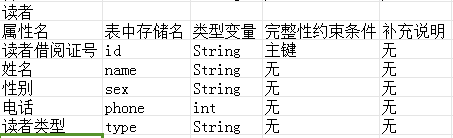 读者
属性名 表中存储名 类型变量 完整性约束条件 补充说明
读者借阅证号 id String 主键 无
姓名 name String 无 无
性别 sex String 无 无
电话 phone int 无 无
读者类型 type String 无 无